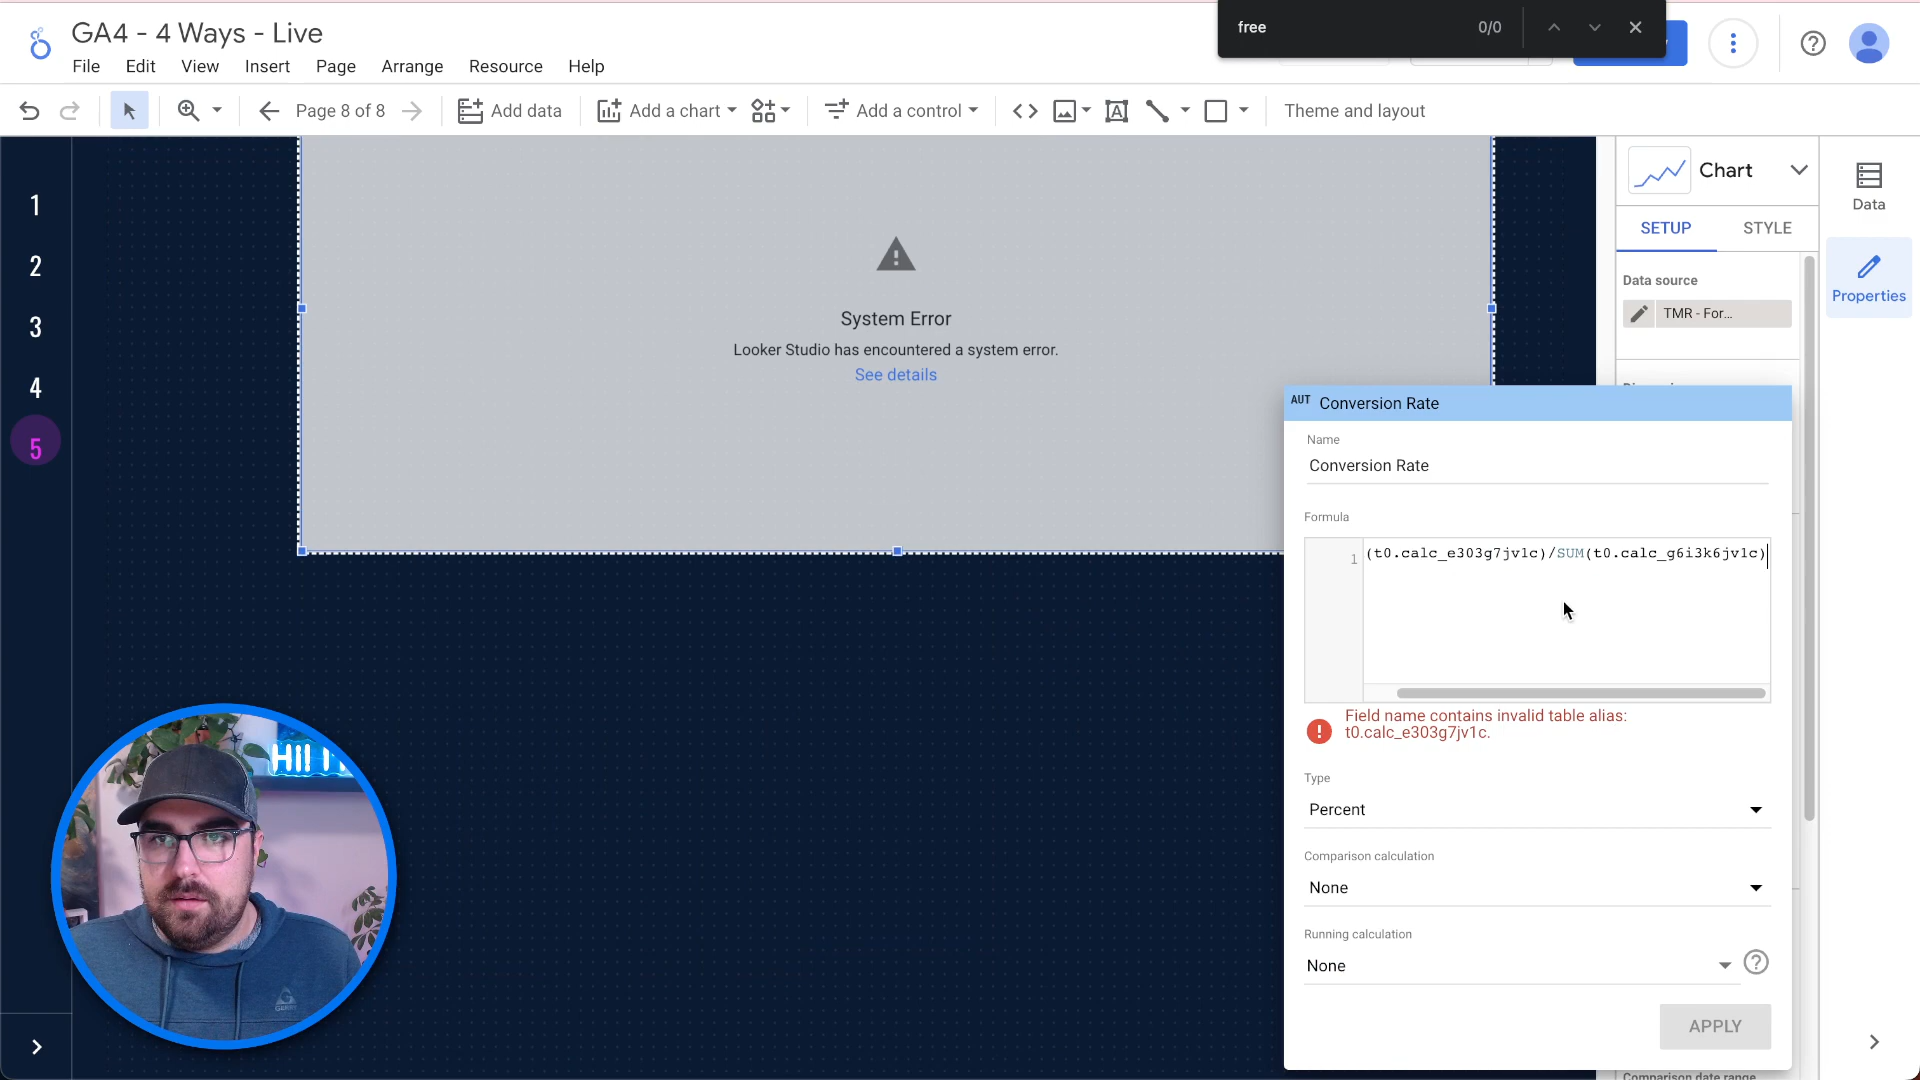 GA4 - 4 Ways - Live
File Edit View Insert Page Arrange Resource Help
free 0/0
Page 8 of 8
Add data
Add a chart
Add a control
Theme and layout
1
2
3
4
5
System Error
Looker Studio has encountered a system error.
See details
Chart
SETUP STYLE
Data source
TMR - For...
Data
Properties
AUT Conversion Rate
Name
Conversion Rate
Formula
1 (t0.calc_e303g7jv1c)/SUM(t0.calc_g6i3k6jv1c)
Field name contains invalid table alias:
t0.calc_e303g7jv1c.
Type
Percent
Comparison calculation
None
Running calculation
None
APPLY
Comparison date range